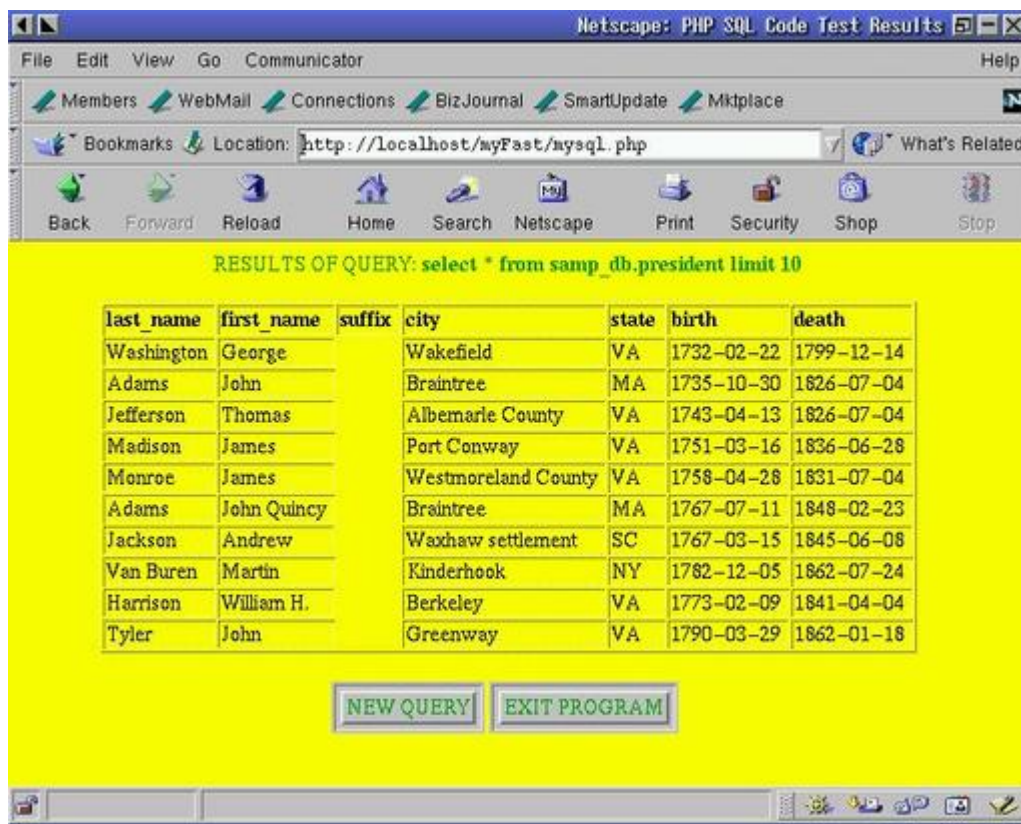 Netscape: PHP SQL Code Test Results
File Edit View Go Communicator Help
Members WebMail Connections BizJournal SmartUpdate Mktplace
N
Bookmarks Location: http://localhost/myFast/mysql.php What's Related
My
Back Forward Reload Home Search Netscape Print Security Shop Stop
RESULTS OF QUERY: select * from samp_db.president limit 10
last_name first_name suffix city state birth death
Washington George Wakefield VA 1732-02-22 1799-12-14
Adams John Braintree MA 1735-10-30 1826-07-04
Jefferson Thomas Albemarle County VA 1743-04-13 1826-07-04
Madison James Port Conway VA 1751-03-16 1836-06-28
Monroe James Westmoreland County VA 1758-04-28 1831-07-04
Adams John Quincy Braintree MA 1767-07-11 1848-02-23
Jackson Andrew Waxhaw settlement SC 1767-03-15 1845-06-08
Van Buren Martin Kinderhook NY 1782-12-05 1862-07-24
Harrison William H. Berkeley VA 1773-02-09 1841-04-04
Tyler John Greenway VA 1790-03-29 1862-01-18
NEW QUERY EXIT PROGRAM